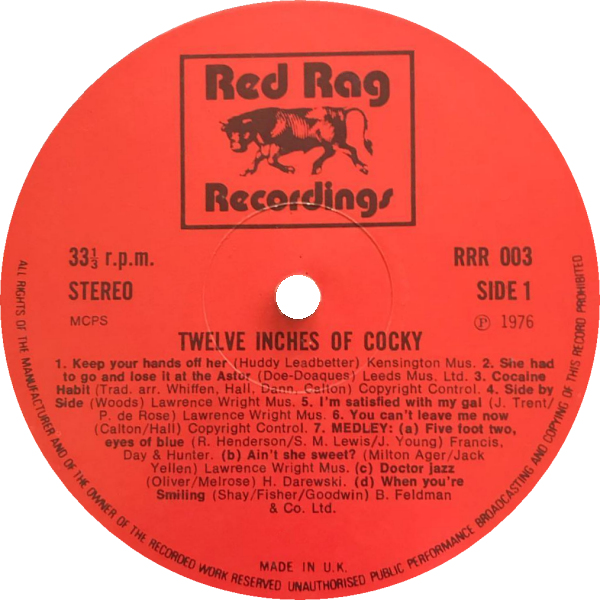 Red Rag
Recordings
33⅓ r.p.m.
RRR 003
STEREO
SIDE 1
MCPS
℗ 1976
TWELVE INCHES OF COCKY
1. Keep your hands off her (Huddy Leadbetter) Kensington Mus. 2. She had
to go and lose it at the Astor (Doe-Doaques) Leeds Mus. Ltd. 3. Cocaine
Habit (Trad. arr. Whiffen, Hall, Dann, Calton) Copyright Control. 4. Side by
Side (Woods) Lawrence Wright Mus. 5. I'm satisfied with my gal (J. Trent/
P. de Rose) Lawrence Wright Mus. 6. You can't leave me now
(Calton/Hall) Copyright Control. 7. MEDLEY: (a) Five foot two,
eyes of blue (R. Henderson/S. M. Lewis/J. Young) Francis,
Day & Hunter. (b) Ain't she sweet? (Milton Ager/Jack
Yellen) Lawrence Wright Mus. (c) Doctor jazz
(Oliver/Melrose) H. Darewski. (d) When you're
Smiling (Shay/Fisher/Goodwin) B. Feldman
& Co. Ltd.
MADE IN U.K.
ALL RIGHTS OF THE MANUFACTURER AND OF THE OWNER OF THE RECORDED WORK RESERVED UNAUTHORISED PUBLIC PERFORMANCE BROADCASTING AND COPYING OF THIS RECORD PROHIBITED